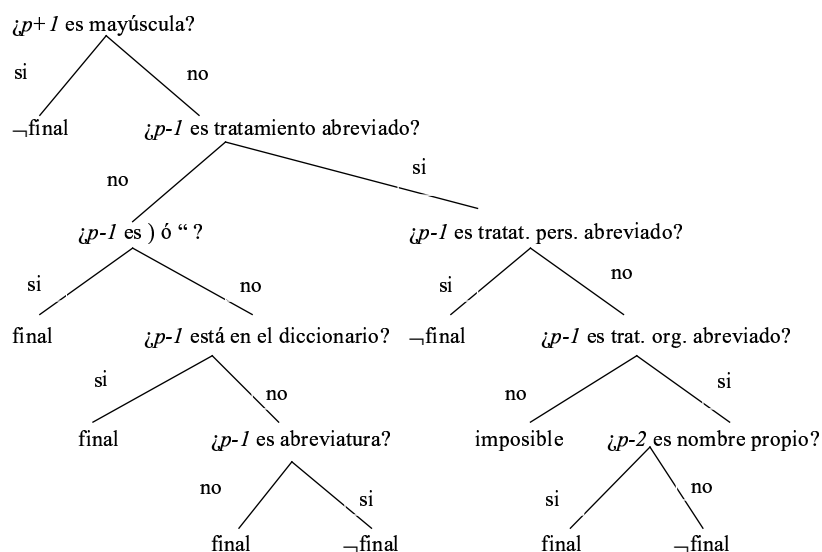 ¿p+1 es mayúscula?
si no
¬final ¿p-1 es tratamiento abreviado?
no si
¿p-1 es ) ó “ ? ¿p-1 es tratat. pers. abreviado?
si no si no
final ¿p-1 está en el diccionario? ¬final ¿p-1 es trat. org. abreviado?
si no no si
final ¿p-1 es abreviatura? imposible ¿p-2 es nombre propio?
no si si no
final ¬final final ¬final